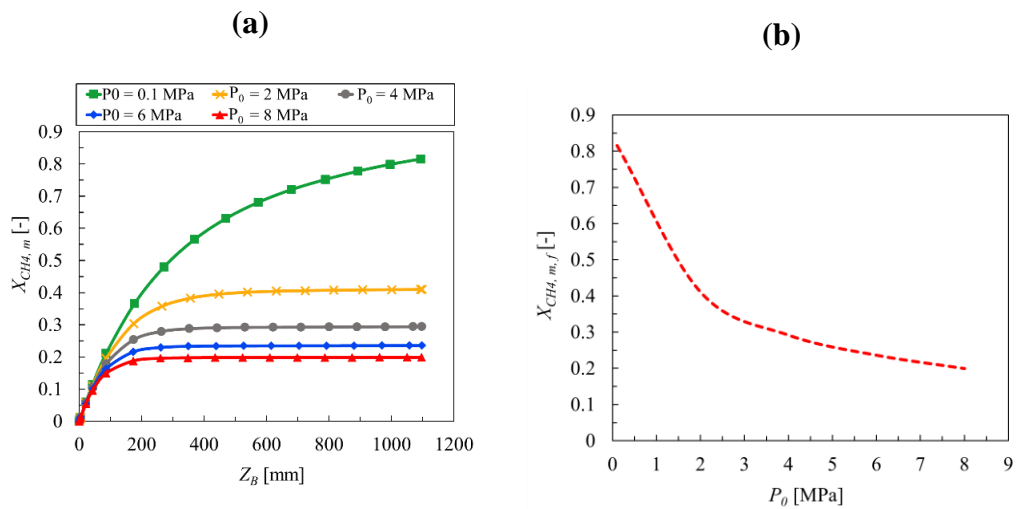 (a)
P0 = 0.1 MPa P₀ = 2 MPa P₀ = 4 MPa
P0 = 6 MPa P₀ = 8 MPa
0.9
0.8
0.7
0.6
0.5
0.4
0.3
0.2
0.1
0
X_CH4, m [-]
0 200 400 600 800 1000 1200
Z_B [mm]
(b)
0.9
0.8
0.7
0.6
0.5
0.4
0.3
0.2
0.1
0
X_CH4, m, f [-]
0 1 2 3 4 5 6 7 8 9
P₀ [MPa]